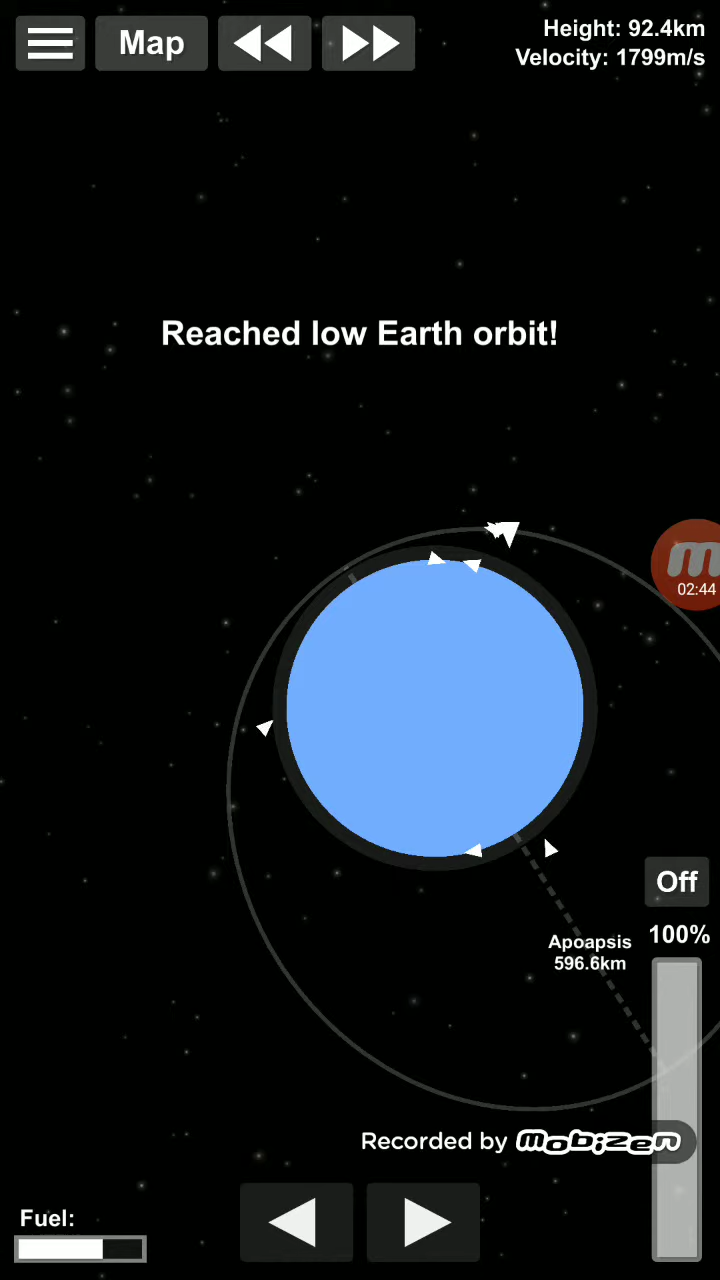 Map
Height: 92.4km
Velocity: 1799m/s
Reached low Earth orbit!
02:44
Off
100%
Apoapsis
596.6km
Recorded by mobizen
Fuel: